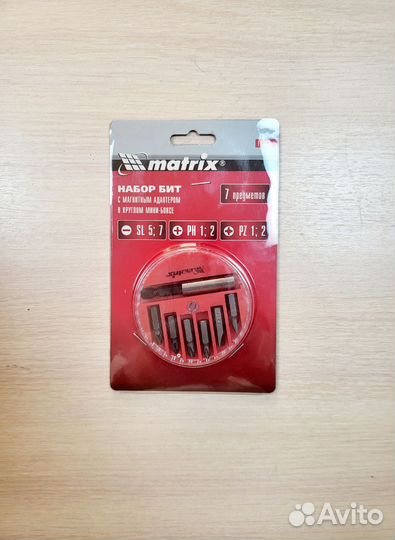 matrix®
НАБОР БИТ
С МАГНИТНЫМ АДАПТЕРОМ
В КРУГЛОМ МИНИ-БОКСЕ
7 предметов
SL 5; 7
PH 1; 2
PZ 1; 2
matrix
Avito